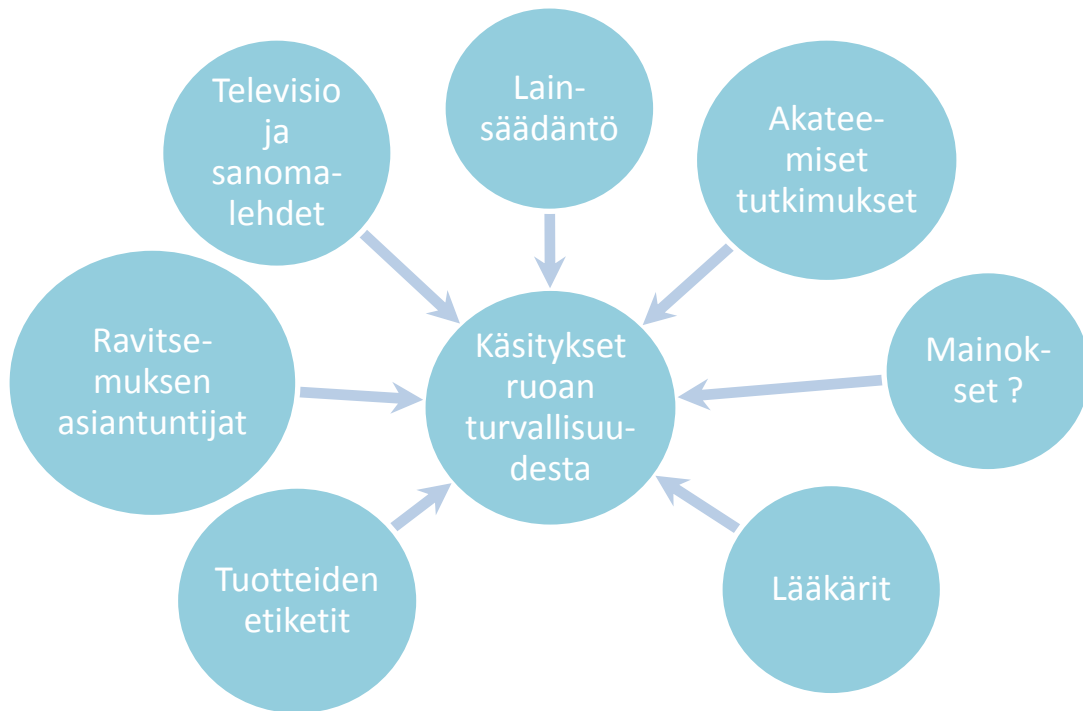 Televisio
ja
sanoma-
lehdet
Lain-
säädäntö
Akatee-
miset
tutkimukset
Ravitse-
muksen
asiantuntijat
Käsitykset
ruoan
turvallisuu-
desta
Mainok-
set ?
Tuotteiden
etiketit
Lääkärit